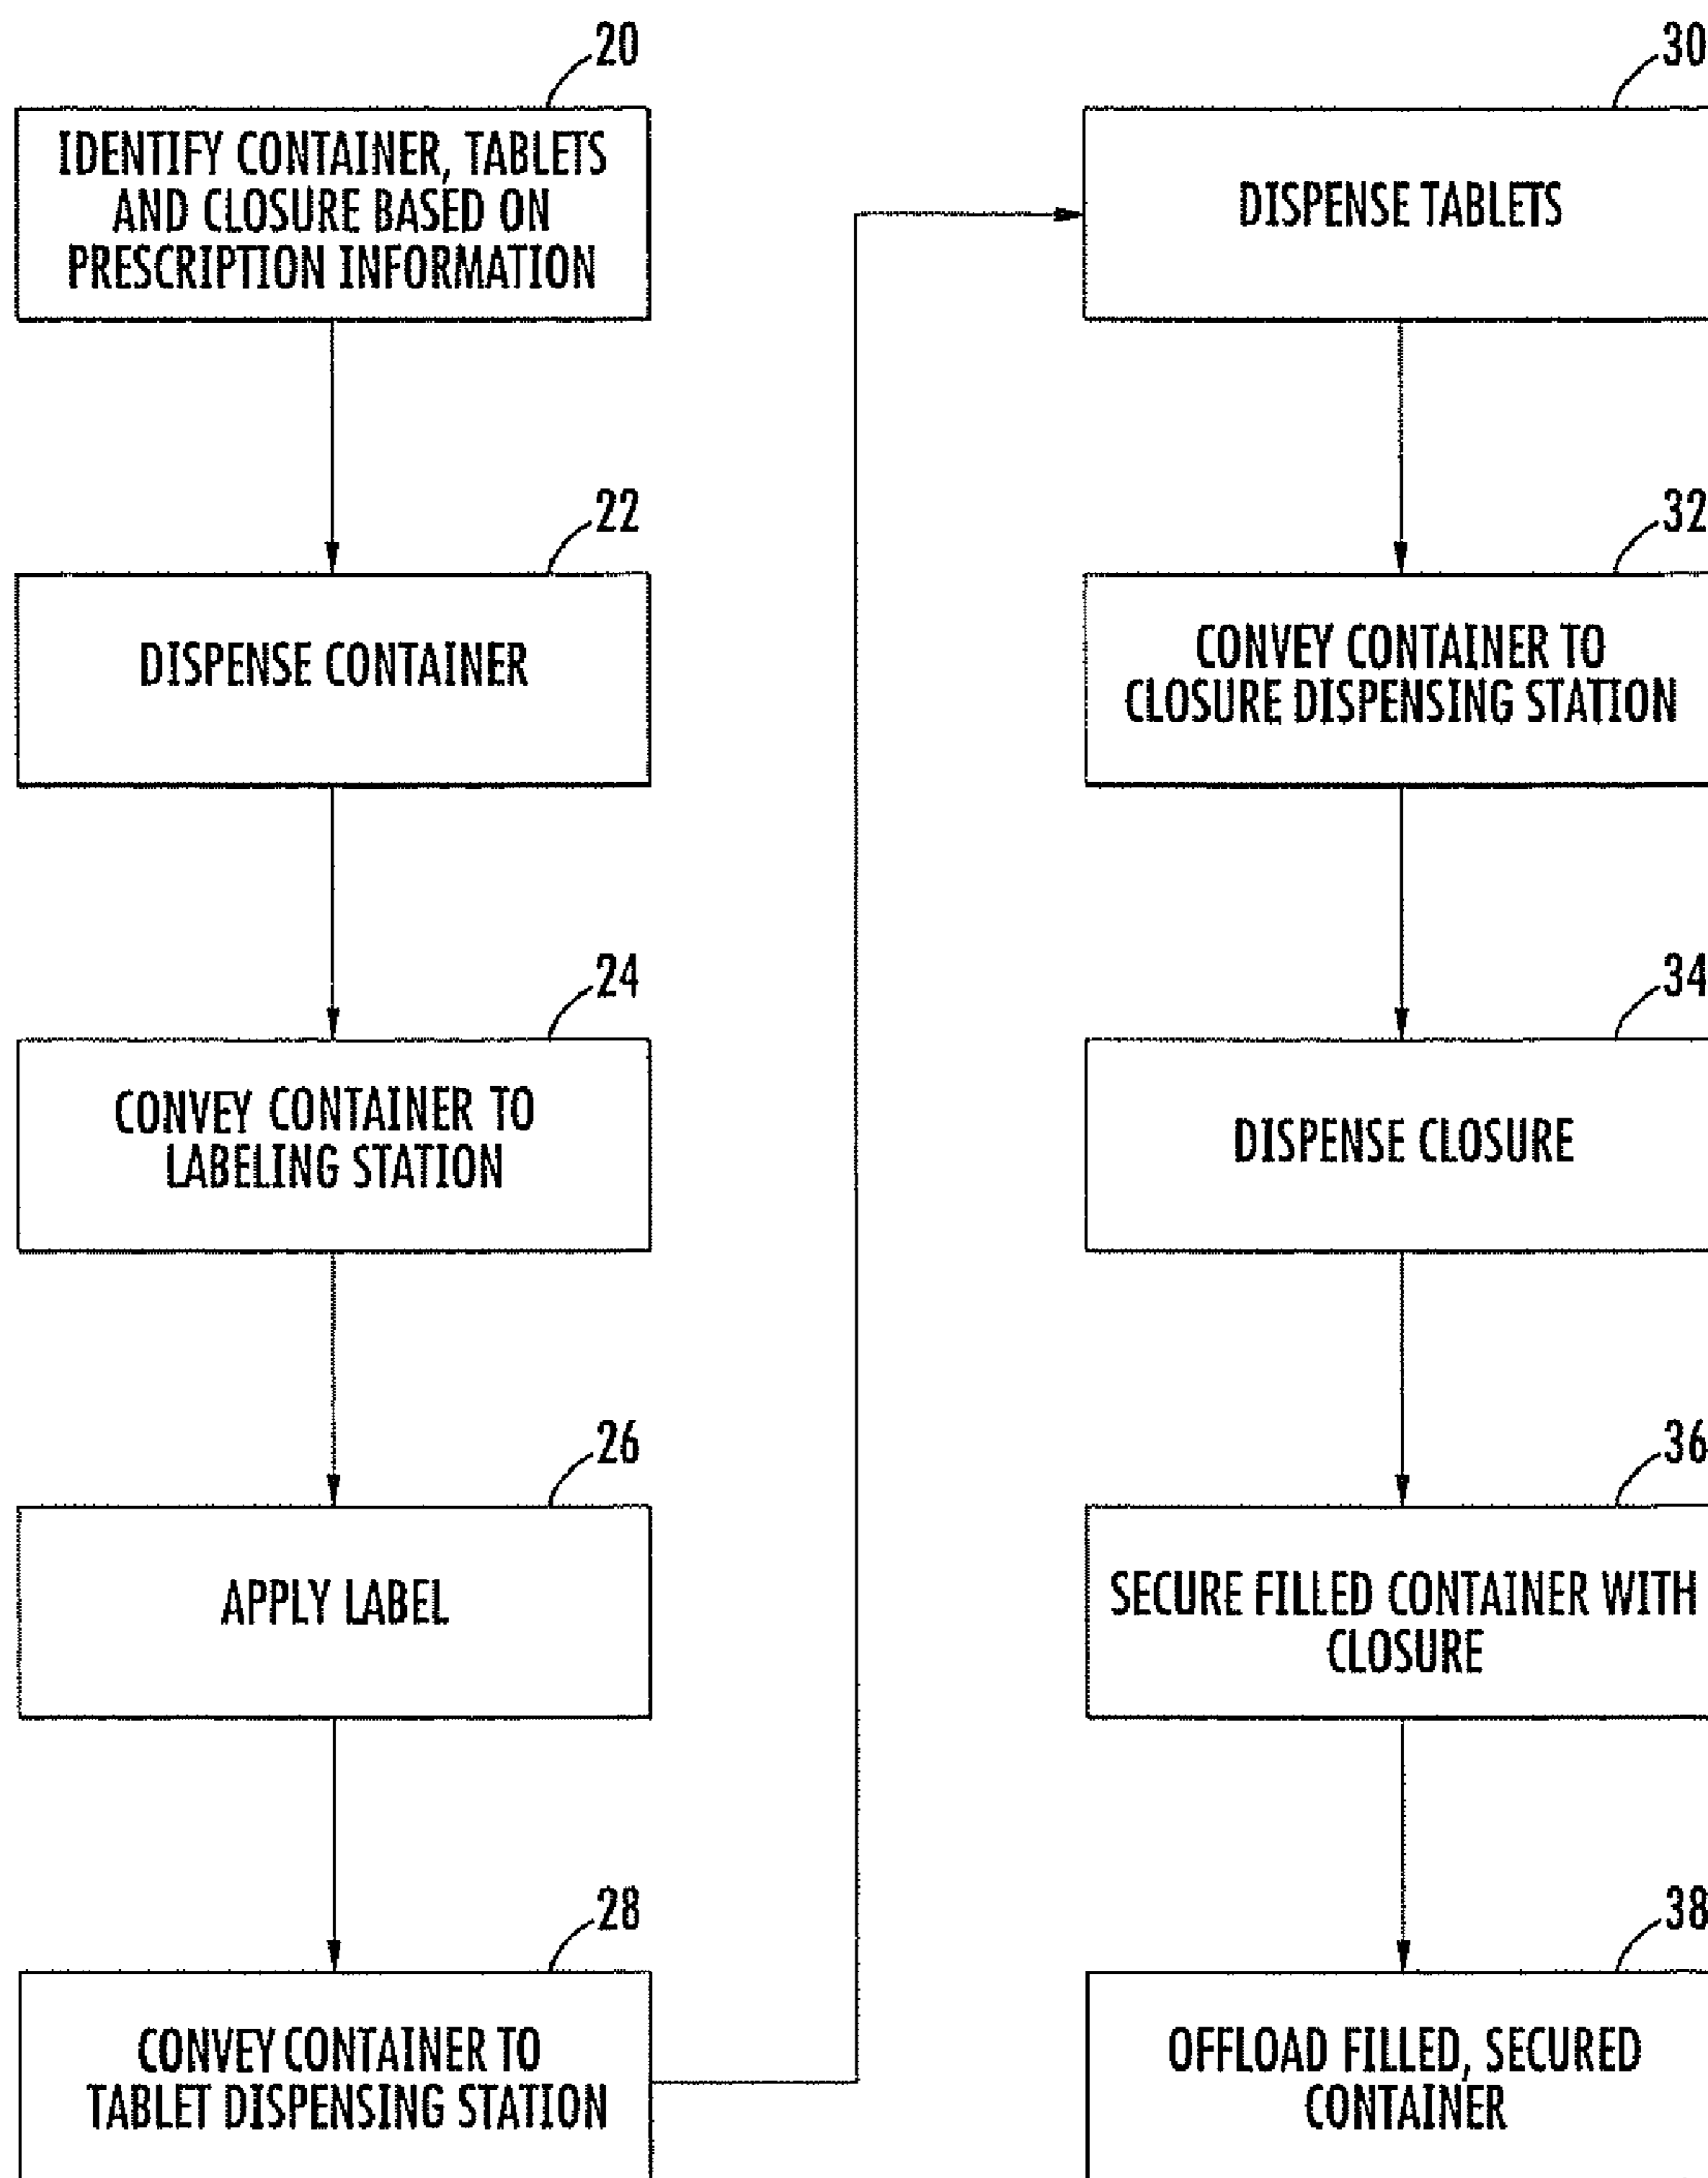 20
IDENTIFY CONTAINER, TABLETS
AND CLOSURE BASED ON
PRESCRIPTION INFORMATION
22
DISPENSE CONTAINER
24
CONVEY CONTAINER TO
LABELING STATION
26
APPLY LABEL
28
CONVEY CONTAINER TO
TABLET DISPENSING STATION
30
DISPENSE TABLETS
32
CONVEY CONTAINER TO
CLOSURE DISPENSING STATION
34
DISPENSE CLOSURE
36
SECURE FILLED CONTAINER WITH
CLOSURE
38
OFFLOAD FILLED, SECURED
CONTAINER